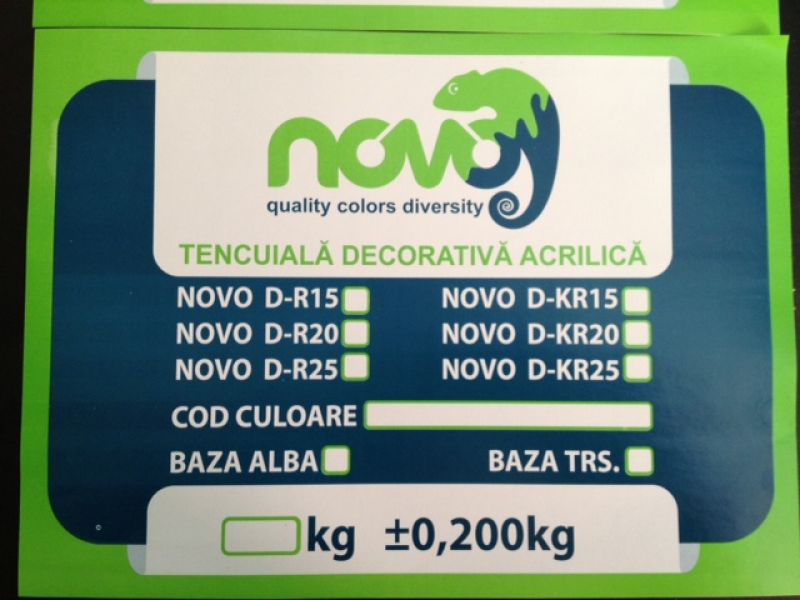 novo
quality colors diversity
TENCUIALĂ DECORATIVĂ ACRILICĂ
NOVO D-R15 NOVO D-KR15
NOVO D-R20 NOVO D-KR20
NOVO D-R25 NOVO D-KR25
COD CULOARE
BAZA ALBA BAZA TRS.
kg ±0,200kg